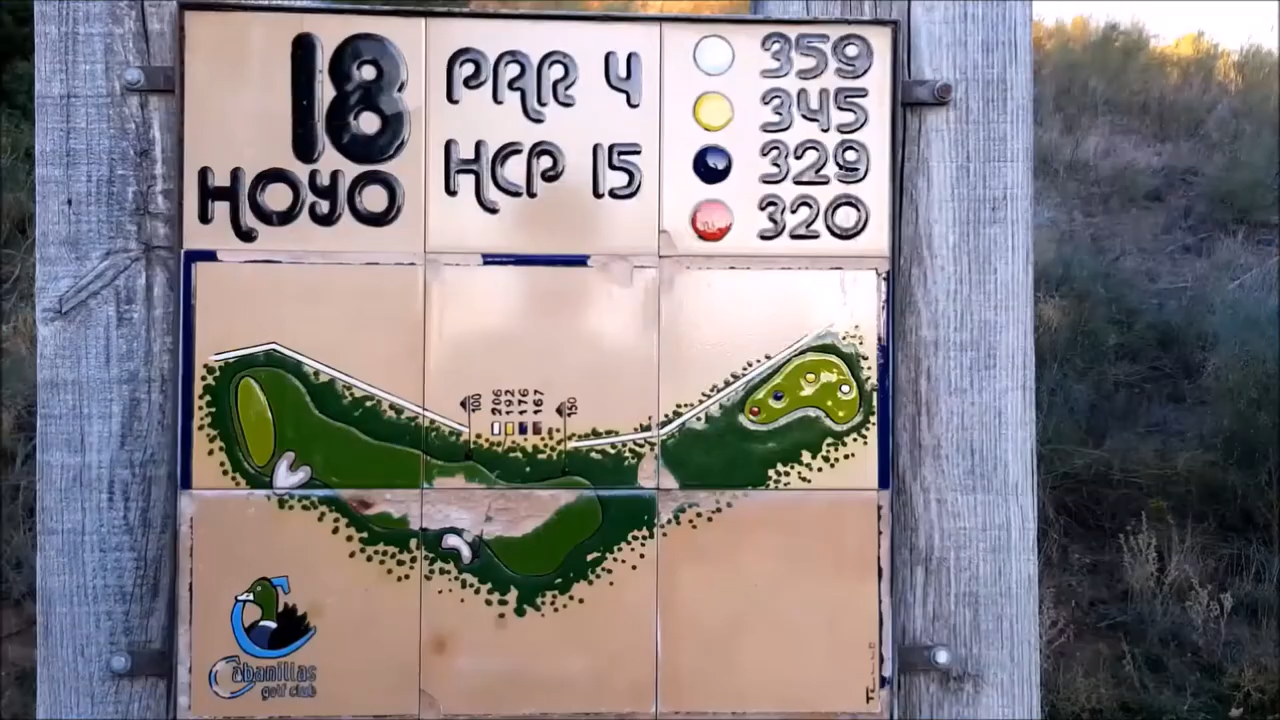 18
HOYO
PAR 4
HCP 15
359
345
329
320
100
206
192
176
167
150
Cabanillas
golf club